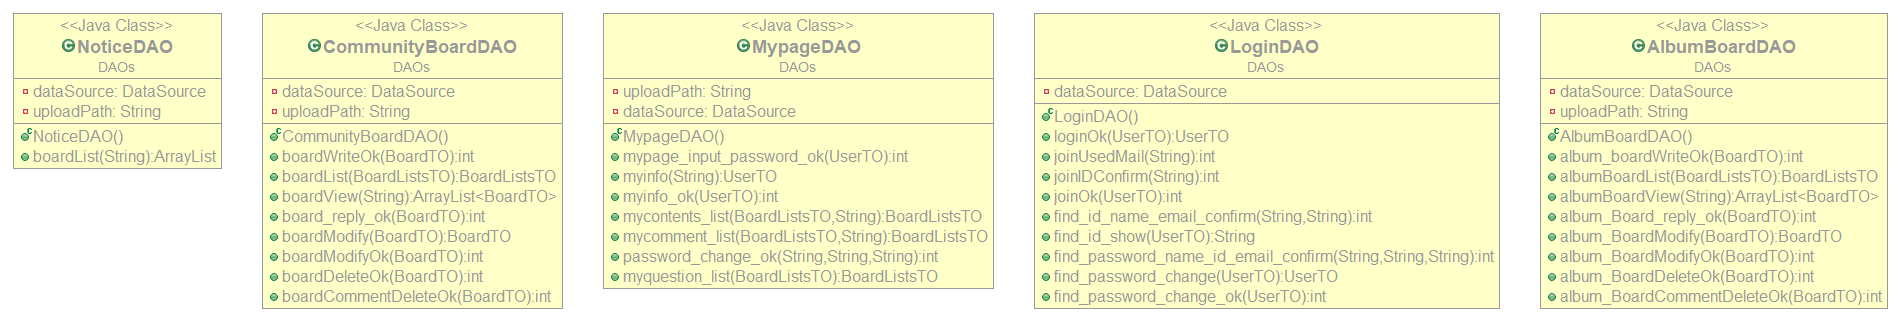 <<Java Class>>
NoticeDAO
DAOs
dataSource: DataSource
uploadPath: String
NoticeDAO()
boardList(String):ArrayList
<<Java Class>>
CommunityBoardDAO
DAOs
dataSource: DataSource
uploadPath: String
CommunityBoardDAO()
boardWriteOk(BoardTO):int
boardList(BoardListsTO):BoardListsTO
boardView(String):ArrayList<BoardTO>
board_reply_ok(BoardTO):int
boardModify(BoardTO):BoardTO
boardModifyOk(BoardTO):int
boardDeleteOk(BoardTO):int
boardCommentDeleteOk(BoardTO):int
<<Java Class>>
MypageDAO
DAOs
uploadPath: String
dataSource: DataSource
MypageDAO()
mypage_input_password_ok(UserTO):int
myinfo(String):UserTO
myinfo_ok(UserTO):int
mycontents_list(BoardListsTO,String):BoardListsTO
mycomment_list(BoardListsTO,String):BoardListsTO
password_change_ok(String,String,String):int
myquestion_list(BoardListsTO):BoardListsTO
<<Java Class>>
LoginDAO
DAOs
dataSource: DataSource
LoginDAO()
loginOk(UserTO):UserTO
joinUsedMail(String):int
joinIDConfirm(String):int
joinOk(UserTO):int
find_id_name_email_confirm(String,String):int
find_id_show(UserTO):String
find_password_name_id_email_confirm(String,String,String):int
find_password_change(UserTO):UserTO
find_password_change_ok(UserTO):int
<<Java Class>>
AlbumBoardDAO
DAOs
dataSource: DataSource
uploadPath: String
AlbumBoardDAO()
album_boardWriteOk(BoardTO):int
albumBoardList(BoardListsTO):BoardListsTO
albumBoardView(String):ArrayList<BoardTO>
album_Board_reply_ok(BoardTO):int
album_BoardModify(BoardTO):BoardTO
album_BoardModifyOk(BoardTO):int
album_BoardDeleteOk(BoardTO):int
album_BoardCommentDeleteOk(BoardTO):int